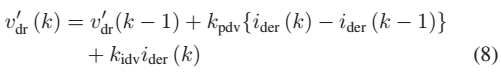 v′dr (k) = v′dr(k − 1) + kpdv{ider (k) − ider (k − 1)}
+ kidvider (k) (8)